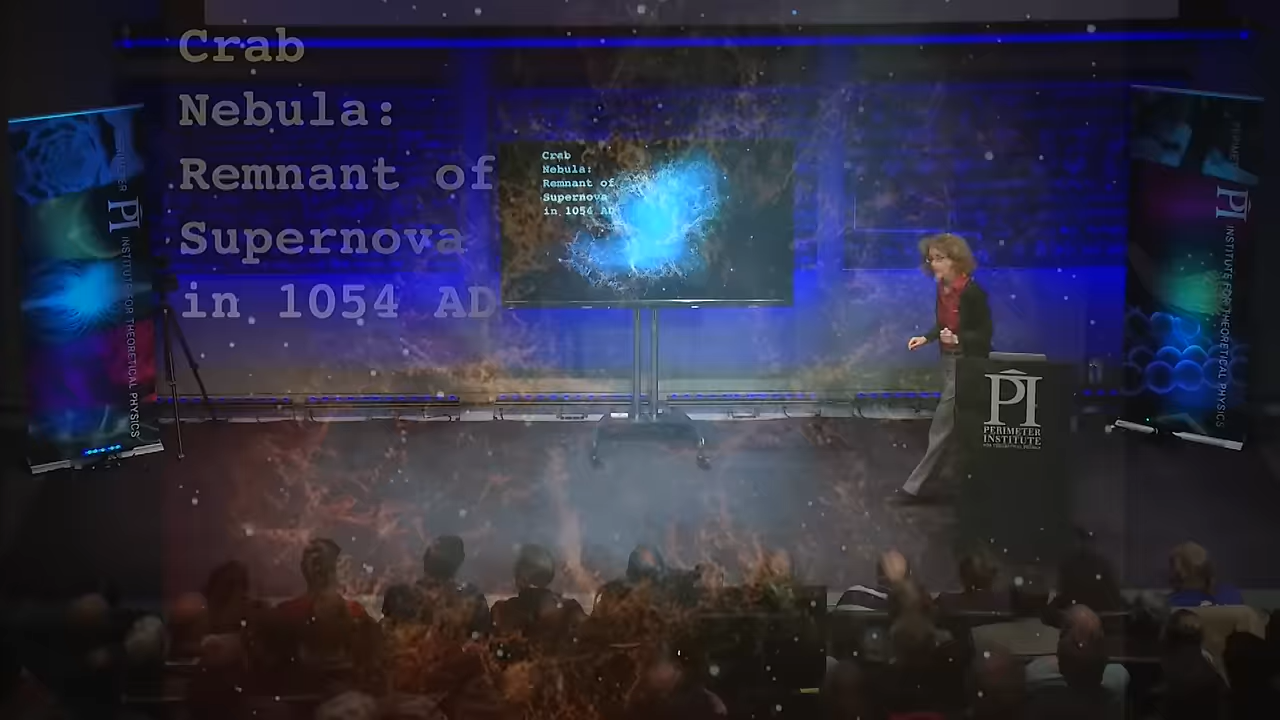 Crab
Nebula:
Remnant of
Supernova
in 1054 AD
Crab
Nebula:
Remnant of
Supernova
in 1054 AD
PERIMETER PI INSTITUTE FOR THEORETICAL PHYSICS
PI INSTITUTE FOR THEORETICAL PHYSICS
PI
PERIMETER
INSTITUTE